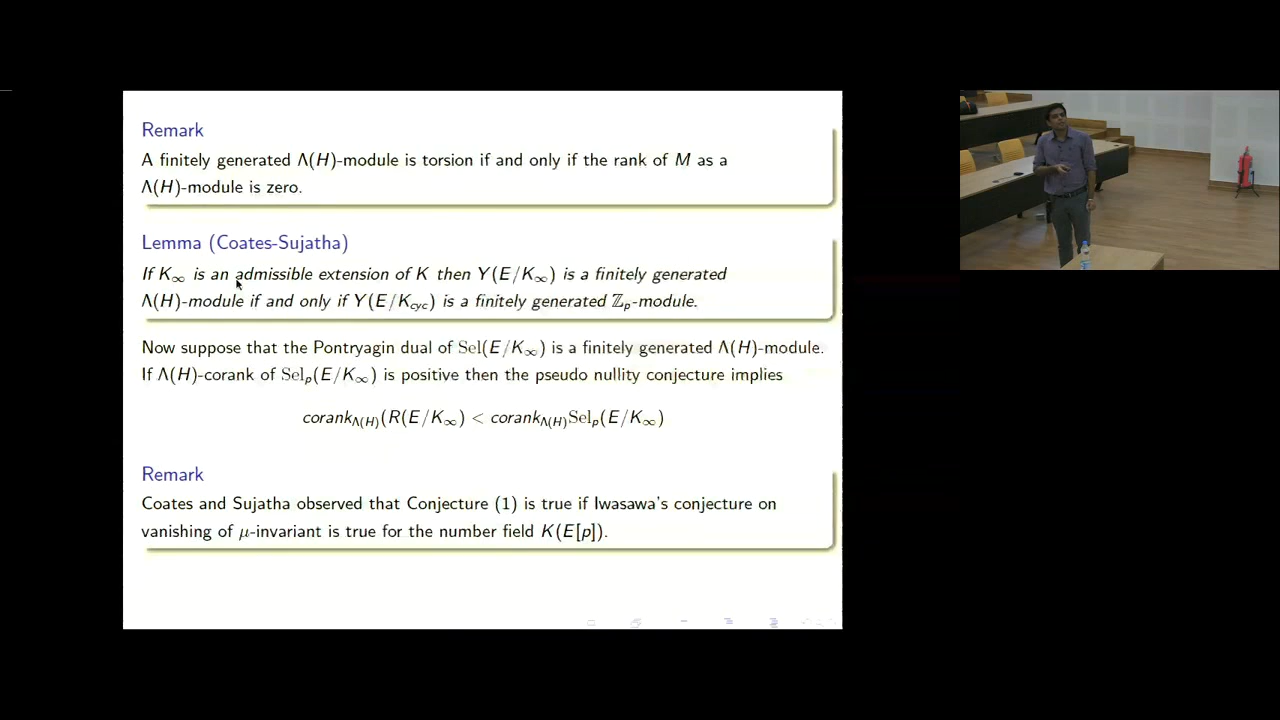 Remark
A finitely generated Λ(H)-module is torsion if and only if the rank of M as a
Λ(H)-module is zero.
Lemma (Coates-Sujatha)
If K∞ is an admissible extension of K then Y(E/K∞) is a finitely generated
Λ(H)-module if and only if Y(E/Kcyc) is a finitely generated ℤp-module.
Now suppose that the Pontryagin dual of Sel(E/K∞) is a finitely generated Λ(H)-module.
If Λ(H)-corank of Selp(E/K∞) is positive then the pseudo nullity conjecture implies
corankΛ(H)(R(E/K∞) < corankΛ(H)Selp(E/K∞)
Remark
Coates and Sujatha observed that Conjecture (1) is true if Iwasawa's conjecture on
vanishing of μ-invariant is true for the number field K(E[p]).